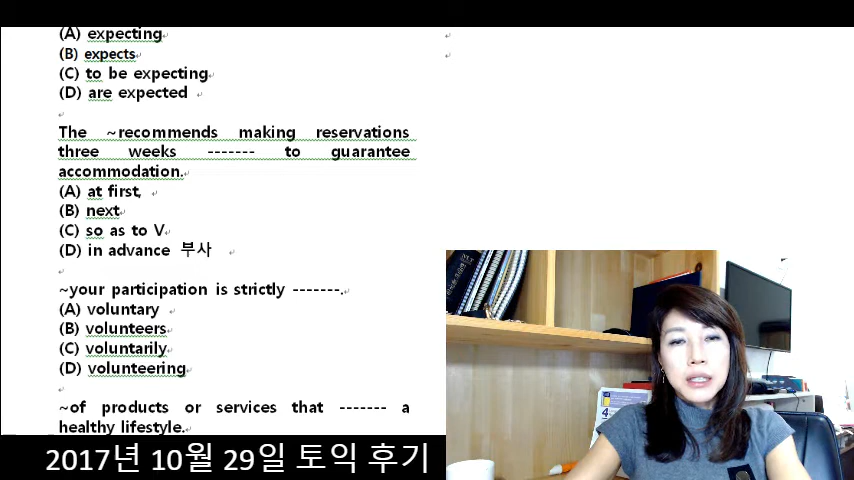 (A) expecting
(B) expects
(C) to be expecting
(D) are expected
The ~recommends making reservations
three weeks ------- to guarantee
accommodation.
(A) at first,
(B) next
(C) so as to V
(D) in advance 부사
~your participation is strictly -------.
(A) voluntary
(B) volunteers
(C) voluntarily
(D) volunteering
~of products or services that ------- a
healthy lifestyle.
2017년 10월 29일 토익 후기